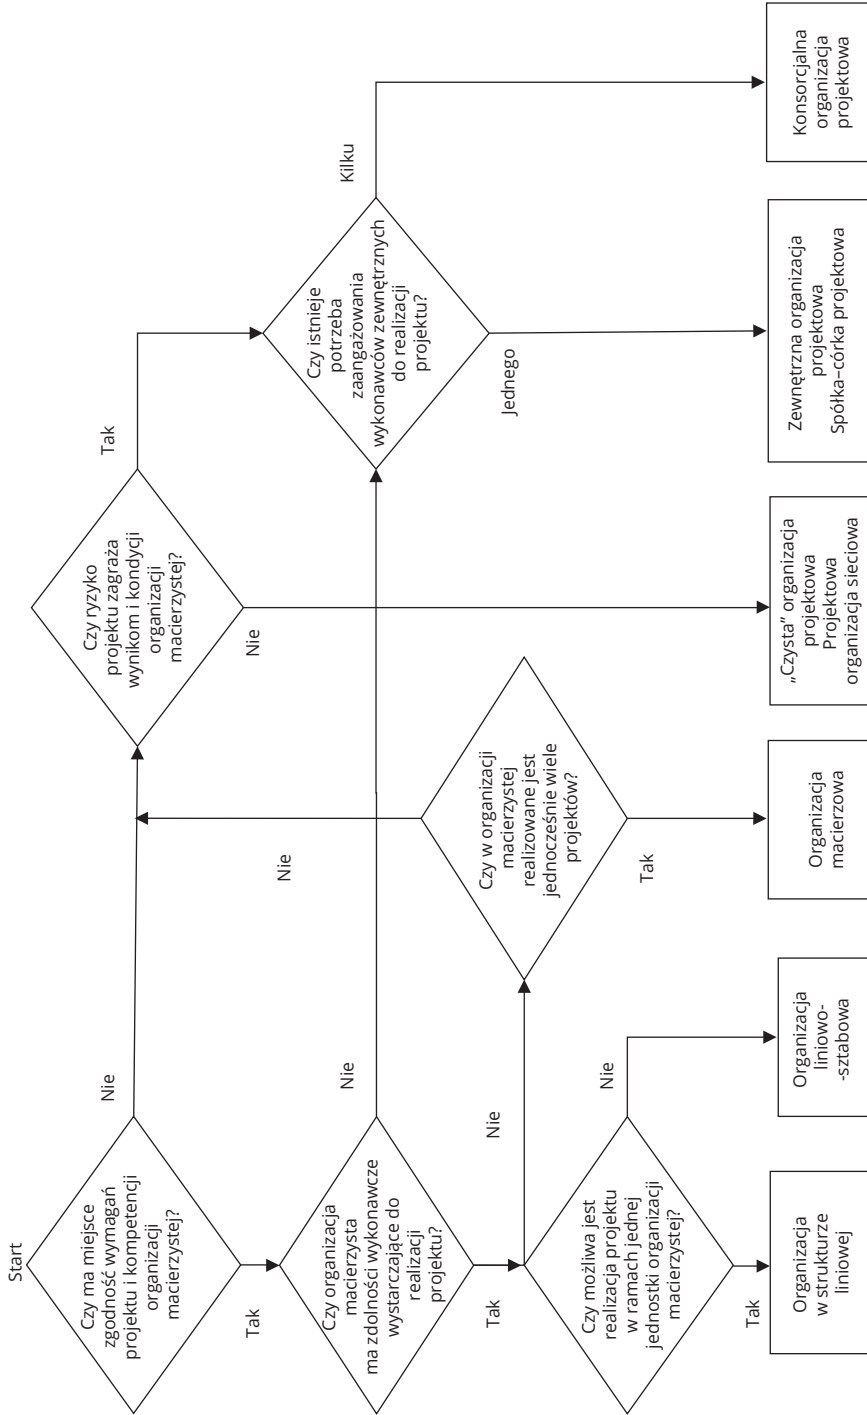 Start
Czy ma miejsce
zgodność wymagań
projektu i kompetencji
organizacji
macierzystej?
Nie
Tak
Czy ryzyko
projektu zagraża
wynikom i kondycji
organizacji
macierzystej?
Tak
Nie
Czy organizacja
macierzysta
ma zdolności wykonawcze
wystarczające do
realizacji
projektu?
Nie
Tak
Nie
Czy istnieje
potrzeba
zaangażowania
wykonawców zewnętrznych
do realizacji
projektu?
Kilku
Jednego
Czy możliwa jest
realizacja projektu
w ramach jednej
jednostki organizacji
macierzystej?
Nie
Tak
Nie
Czy w organizacji
macierzystej
realizowane jest
jednocześnie wiele
projektów?
Tak
Organizacja
w strukturze
liniowej
Organizacja
liniowo-
-sztabowa
Organizacja
macierzowa
„Czysta” organizacja
projektowa
Projektowa
organizacja sieciowa
Zewnętrzna organizacja
projektowa
Spółka–córka projektowa
Konsorcjalna
organizacja
projektowa